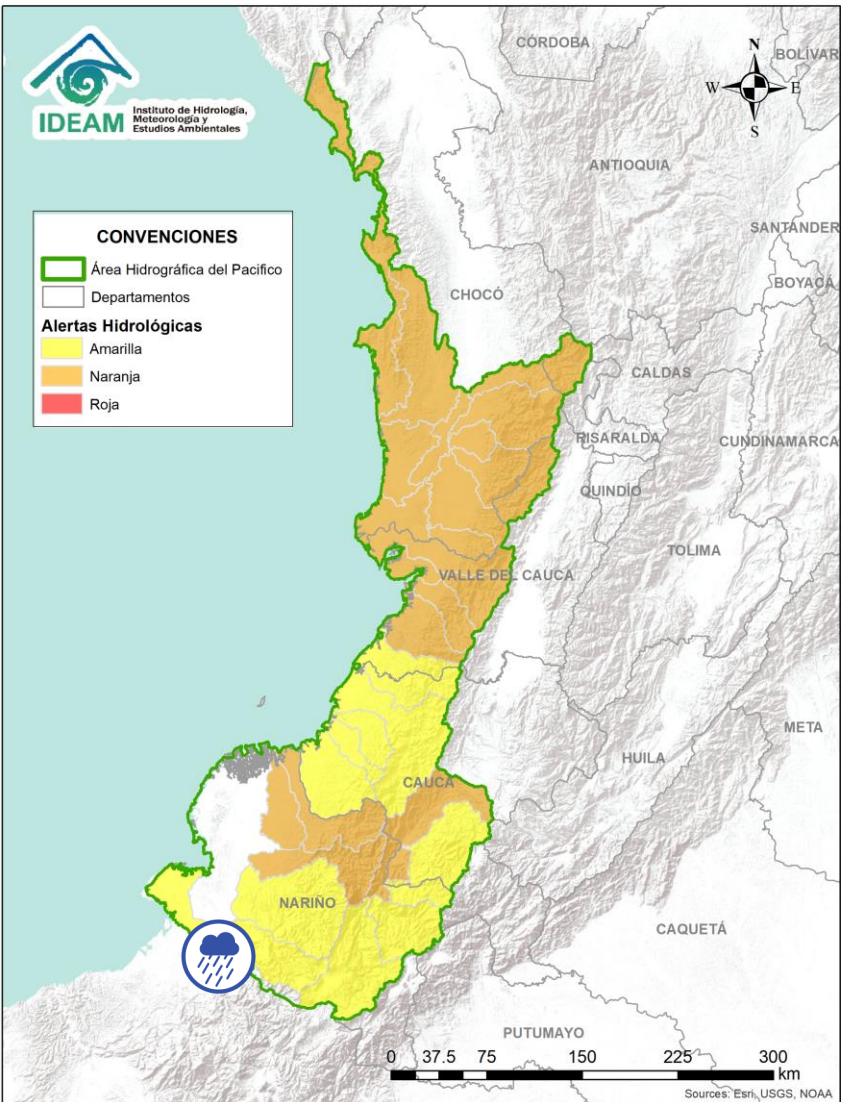 IDEAM
Instituto de Hidrología,
Meteorología y
Estudios Ambientales
N
W
E
S
CÓRDOBA
BOLIVAR
ANTIOQUIA
SANTANDER
BOYACÁ
CHOCÓ
CONVENCIONES
Área Hidrográfica del Pacifico
Departamentos
Alertas Hidrológicas
Amarilla
Naranja
Roja
CALDAS
RISARALDA
CUNDINAMARCA
QUINDÍO
TOLIMA
VALLE DEL CAUCA
META
HUILA
CAUCA
NARIÑO
CAQUETÁ
PUTUMAYO
0 37.5 75 150 225 300
km
Sources: Esri, USGS, NOAA